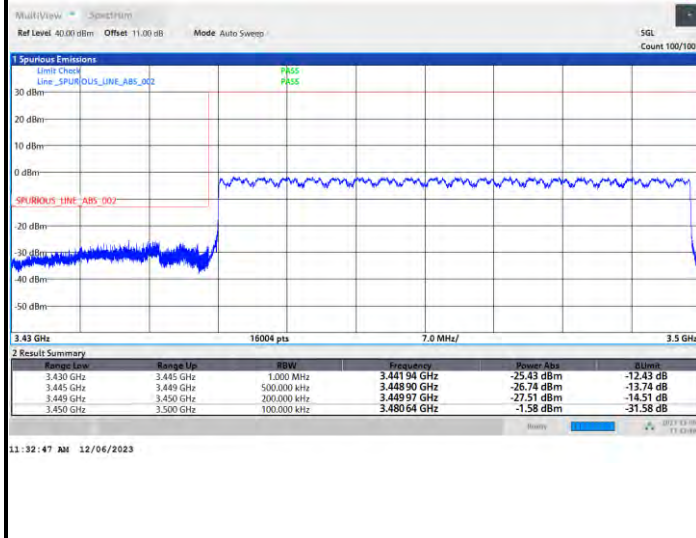 MultiView Spectrum
Ref Level 40.00 dBm Offset 11.00 dB Mode Auto Sweep SGL
Count 100/100
1 Spurious Emissions
Limit Check PASS
Line _SPURIOUS_LINE_ABS_002 PASS
30 dBm
20 dBm
10 dBm
0 dBm
SPURIOUS_LINE_ABS_002
-20 dBm
-30 dBm
-40 dBm
-50 dBm
3.43 GHz 16004 pts 7.0 MHz/ 3.5 GHz
2 Result Summary
Range Low Range Up RBW Frequency Power Abs ΔLimit
3.430 GHz 3.445 GHz 1.000 MHz 3.441 94 GHz -25.43 dBm -12.43 dB
3.445 GHz 3.449 GHz 500.000 kHz 3.448 90 GHz -26.74 dBm -13.74 dB
3.449 GHz 3.450 GHz 200.000 kHz 3.449 97 GHz -27.51 dBm -14.51 dB
3.450 GHz 3.500 GHz 100.000 kHz 3.480 64 GHz -1.58 dBm -31.58 dB
Ready
11:32:47 AM 12/06/2023